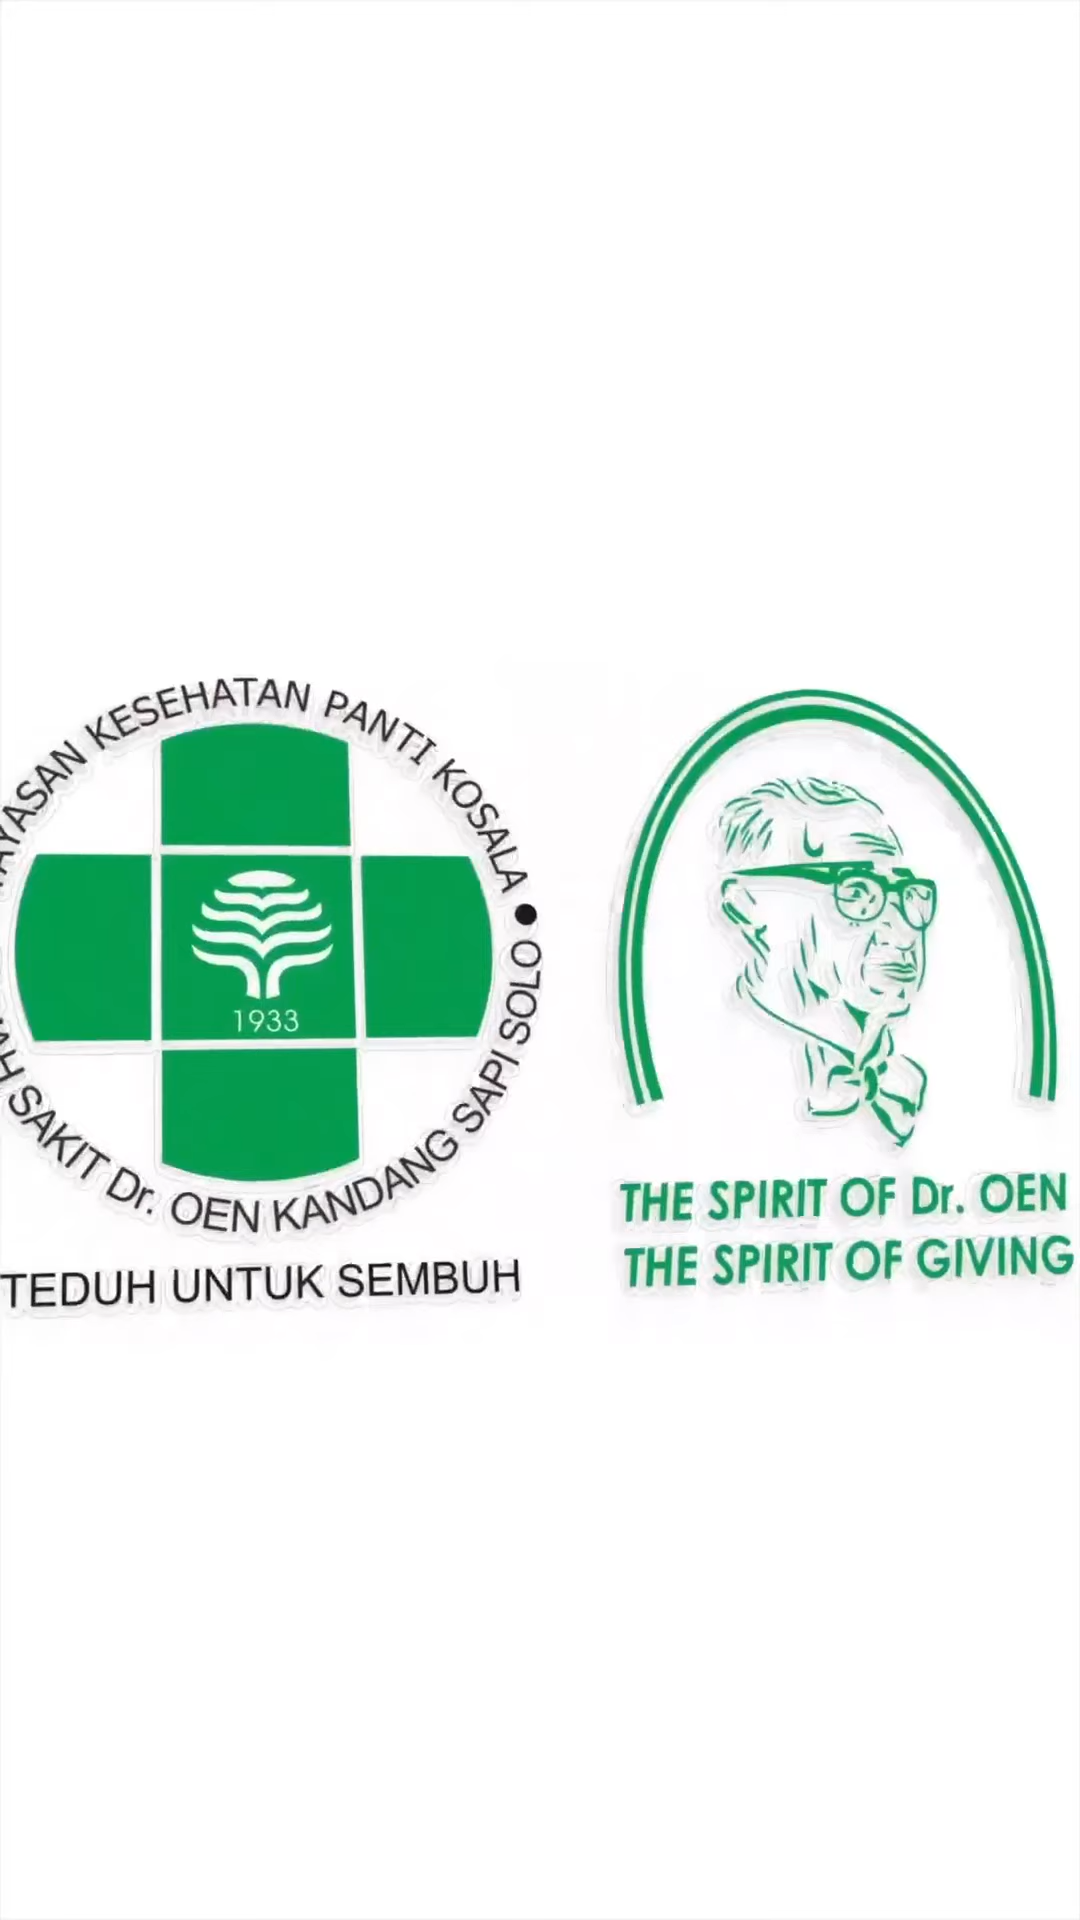 KESEHATAN PANTI KOSALA
SAKIT Dr. OEN KANDANG SAPI SOLO
1933
TEDUH UNTUK SEMBUH
THE SPIRIT OF Dr. OEN
THE SPIRIT OF GIVING